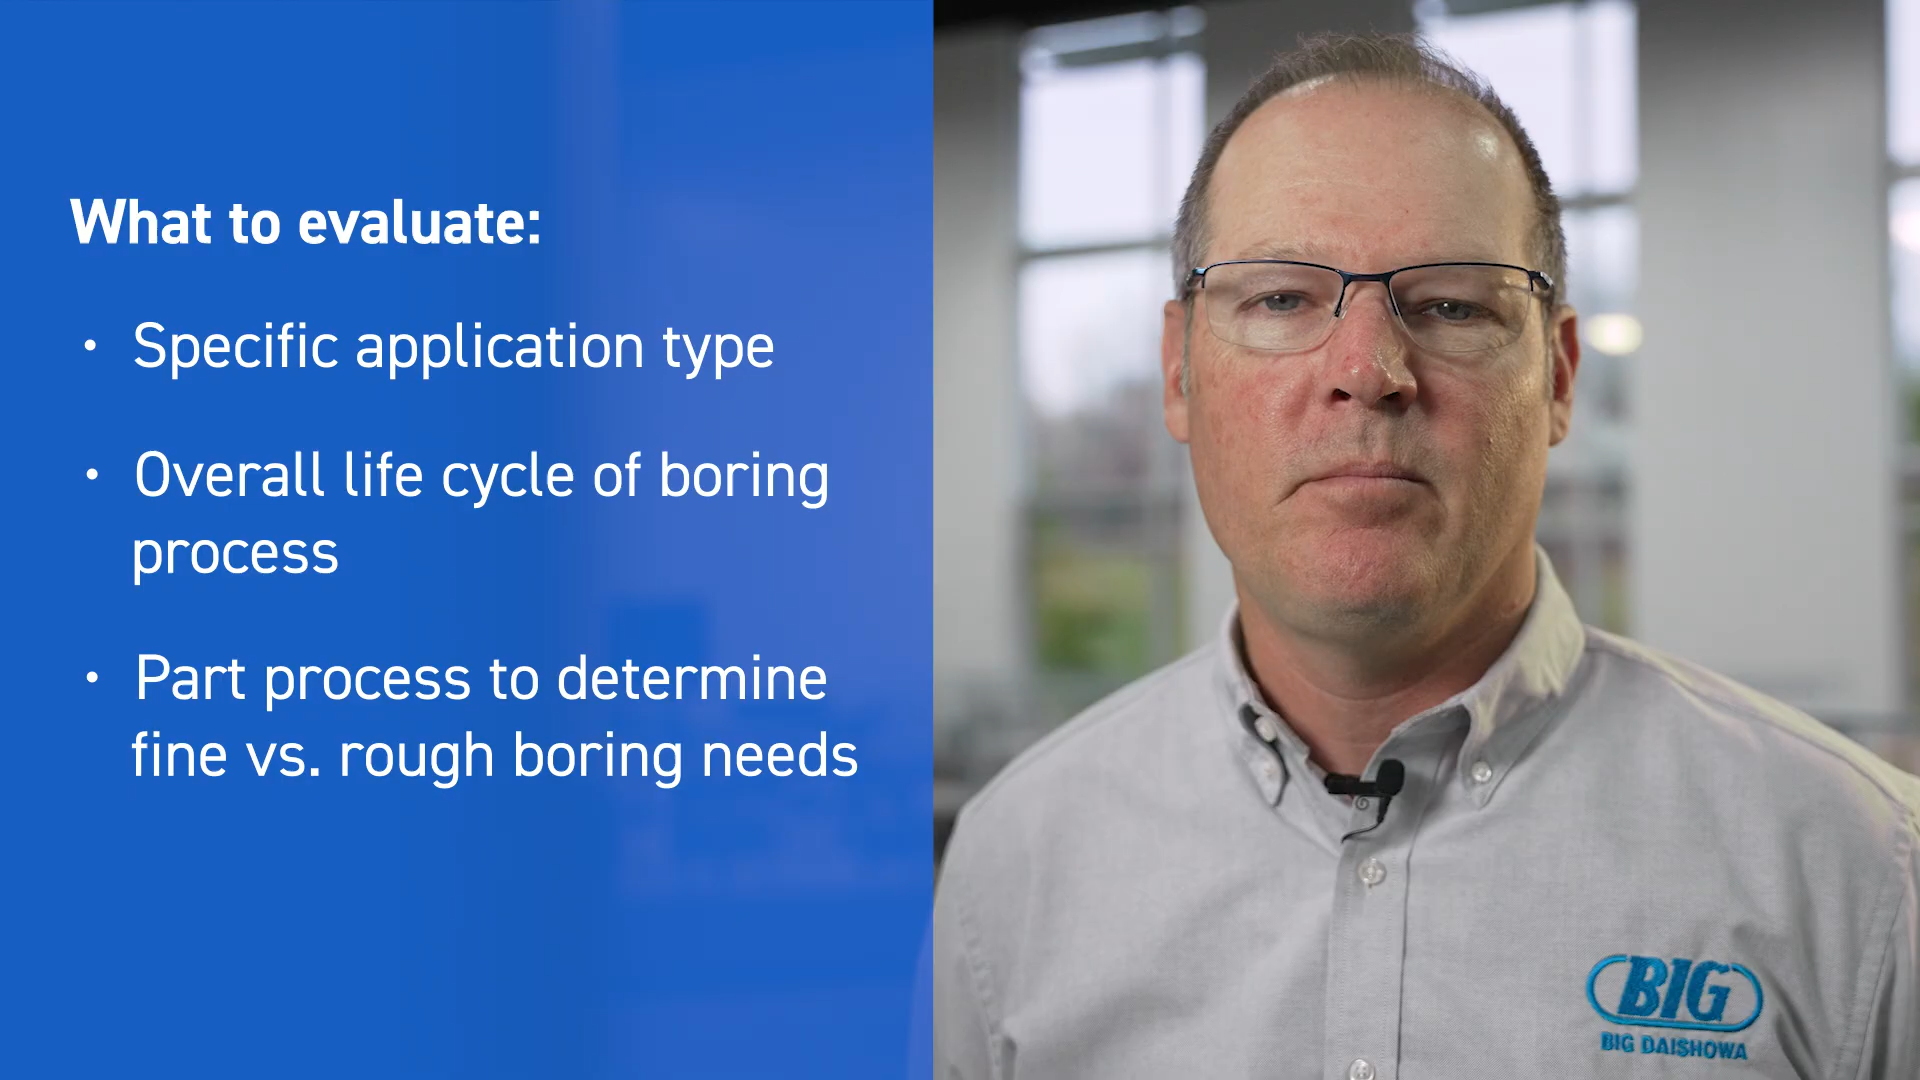 What to evaluate:
· Specific application type
· Overall life cycle of boring
process
· Part process to determine
fine vs. rough boring needs
BIG
BIG DAISHOWA